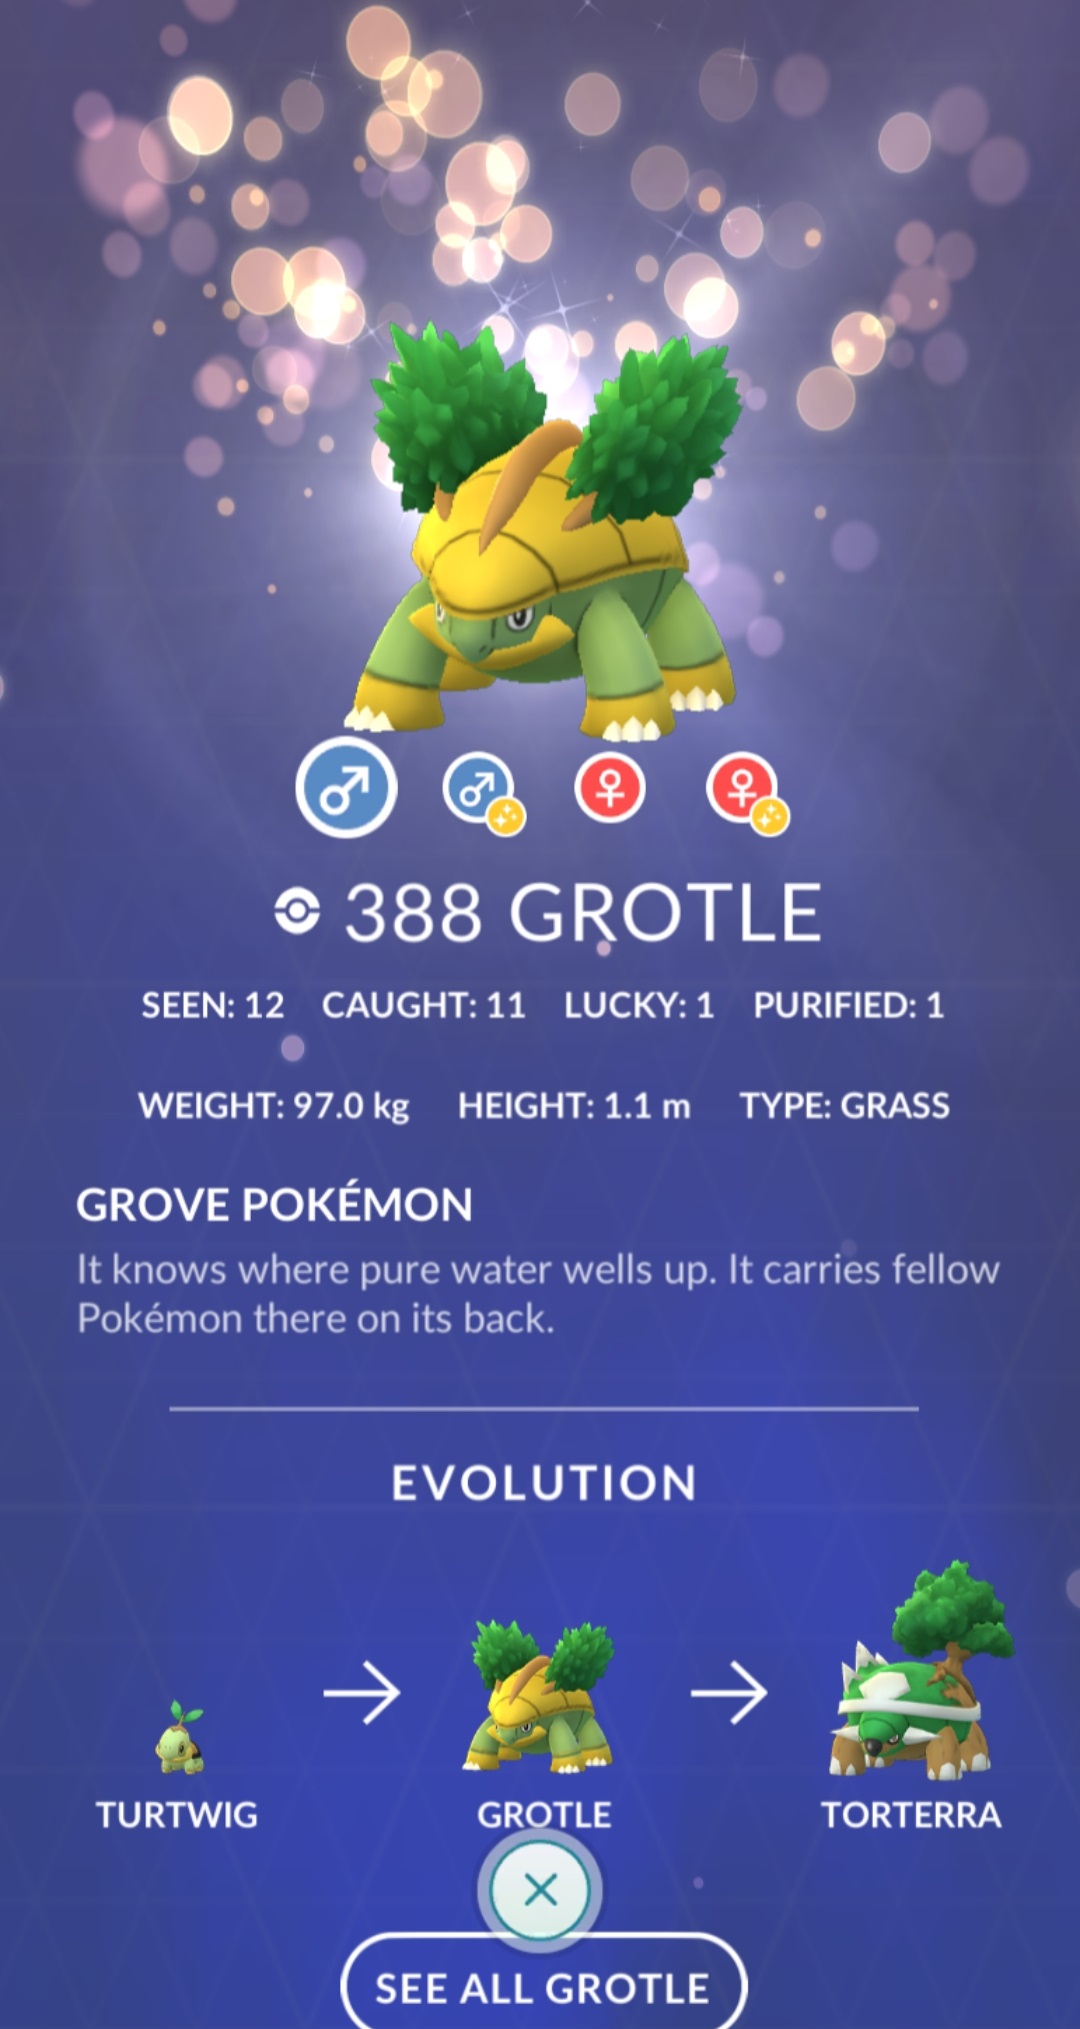 388 GROTLE
SEEN: 12 CAUGHT: 11 LUCKY: 1 PURIFIED: 1
WEIGHT: 97.0 kg HEIGHT: 1.1 m TYPE: GRASS
GROVE POKÉMON
It knows where pure water wells up. It carries fellow
Pokémon there on its back.
EVOLUTION
TURTWIG GROTLE TORTERRA
SEE ALL GROTLE